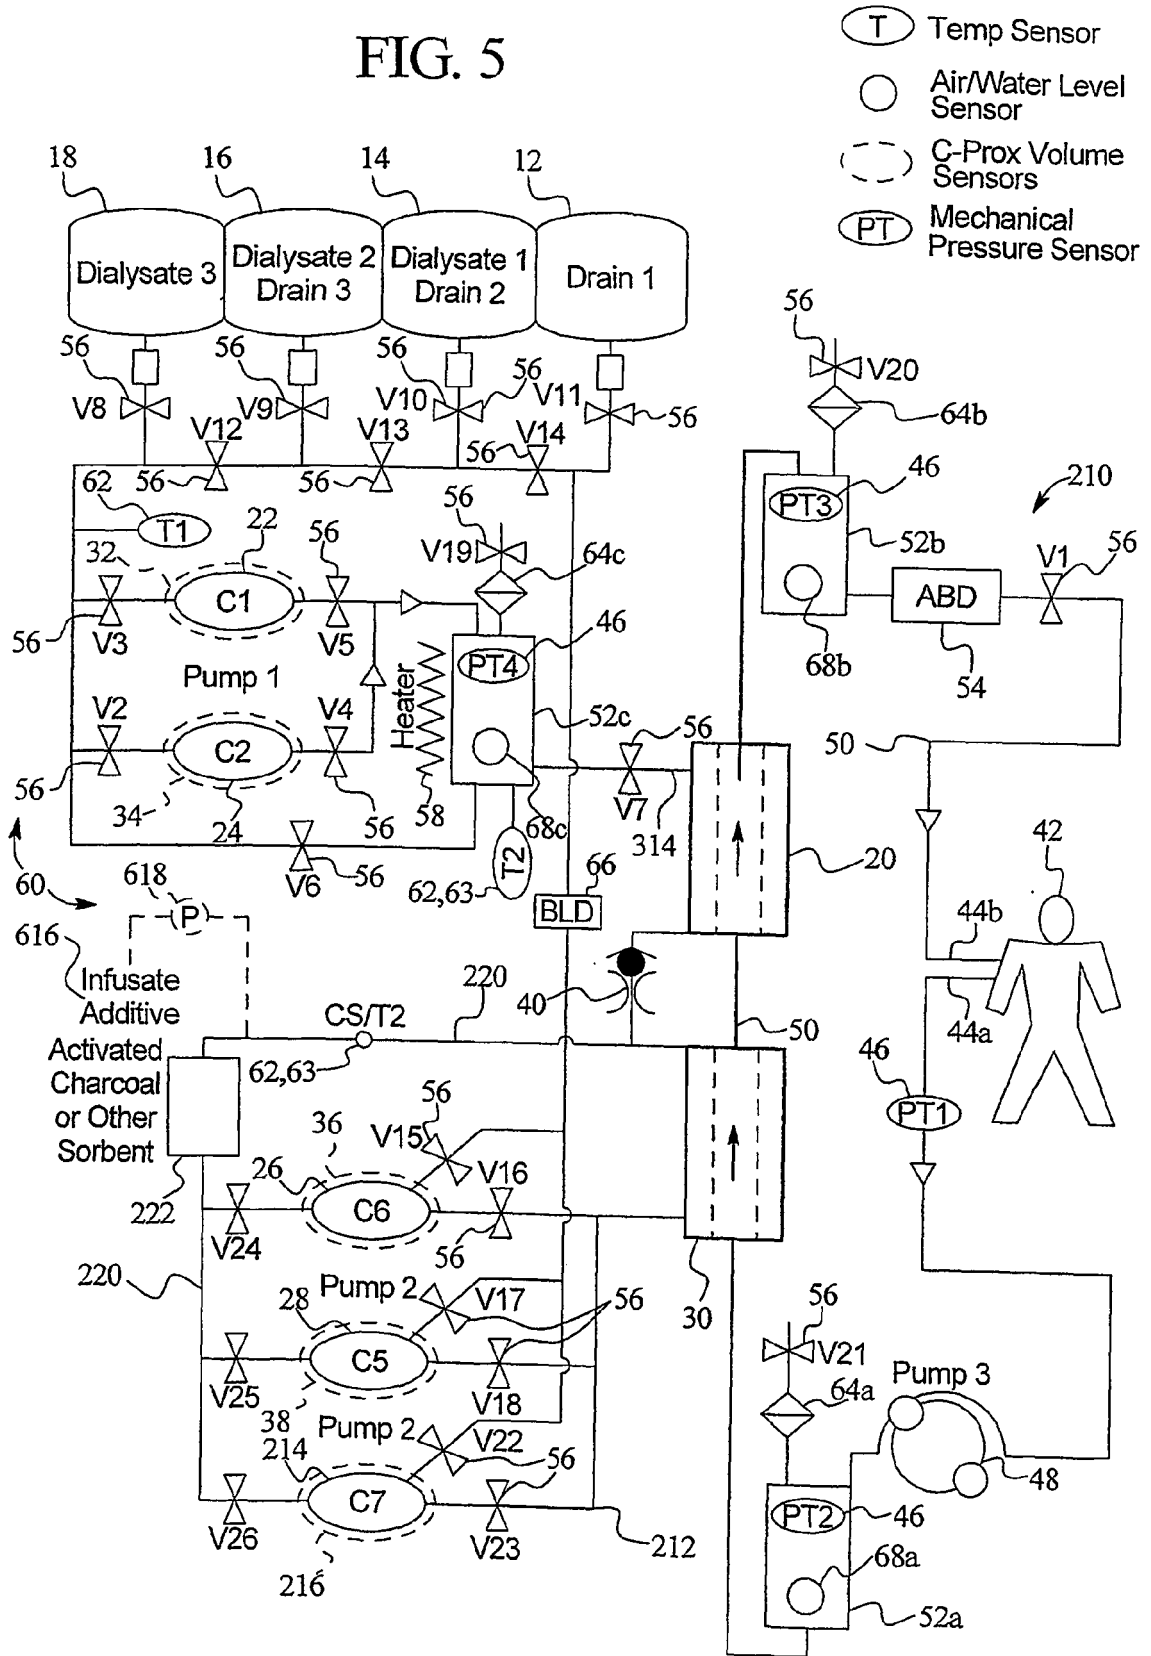 FIG. 5
T Temp Sensor
Air/Water Level
Sensor
C-Prox Volume
Sensors
PT Mechanical
Pressure Sensor
18 16 14 12
Dialysate 3
Dialysate 2
Drain 3
Dialysate 1
Drain 2
Drain 1
56 56 56 56
V8 V9 V10 V11 56
V12 V13 V14
56 56 56
56
V20
64b
46
PT3
210
52b
V1 56
ABD
68b
54
62
T1
56
V19
64c
32 22 56
C1
56 V3 V5
46
PT4
Pump 1
Heater
52c
V2 V4
C2
56
34 24 56
58
68c
56
V7
314
50
20
60
V6 56
T2
62,63
66
BLD
42
44b
44a
618
P
616
Infusate
Additive
CS/T2
220
40
50
62,63
Activated
Charcoal
or Other
Sorbent
46
PT1
222
36 56
V15
26 V16
C6
V24 56
220
Pump 2
V17
56
28
C5
V25 V18
38
30
56
V21
64a
Pump 3
48
Pump 2
V22
56
214
C7
V26 V23
216
212
PT2
46
68a
52a